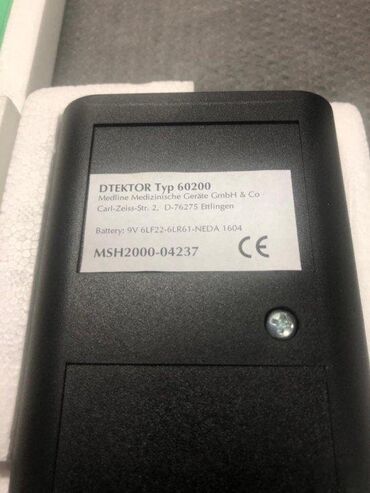 DTEKTOR Typ 60200
Medline Medizinische Geräte GmbH & Co
Carl-Zeiss-Str. 2, D-76275 Ettlingen
Battery: 9V 6LF22-6LR61-NEDA 1604
MSH2000-04237 CE